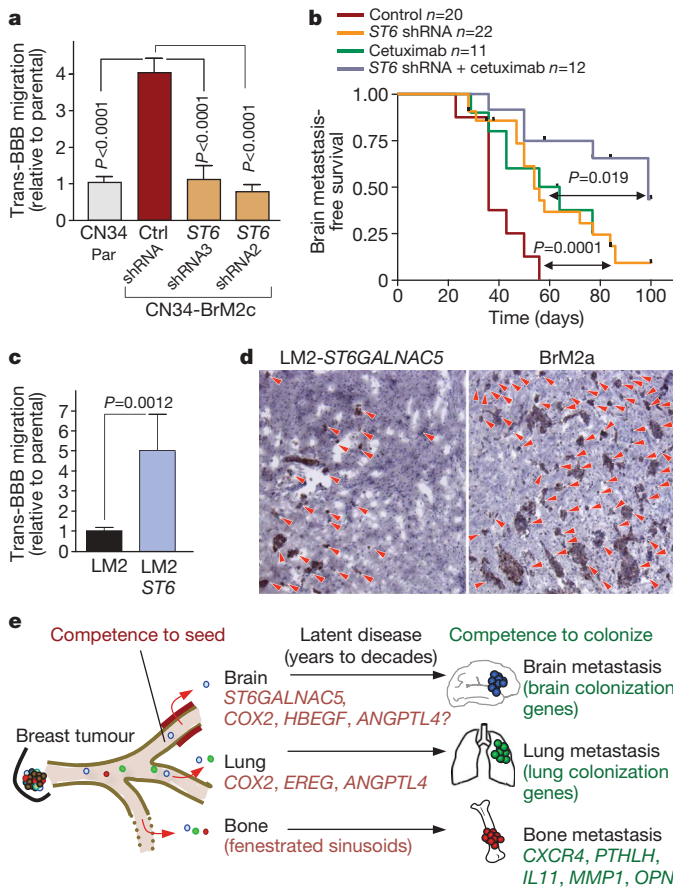 a
Trans-BBB migration
(relative to parental)
4
3
2
1
0
P<0.0001
P<0.0001
P<0.0001
CN34
Par
Ctrl
shRNA
ST6
shRNA3
ST6
shRNA2
CN34-BrM2c
b
Control n=20
ST6 shRNA n=22
Cetuximab n=11
ST6 shRNA + cetuximab n=12
Brain metastasis-
free survival
1.00
0.75
0.50
0.25
P=0.019
P=0.0001
0 20 40 60 80 100
Time (days)
c
Trans-BBB migration
(relative to parental)
7
6
5
4
3
2
1
0
P=0.0012
LM2
LM2
ST6
d
LM2-ST6GALNAC5
BrM2a
e
Competence to seed
Latent disease
(years to decades)
Competence to colonize
Breast tumour
Brain
ST6GALNAC5,
COX2, HBEGF, ANGPTL4?
Brain metastasis
(brain colonization
genes)
Lung
COX2, EREG, ANGPTL4
Lung metastasis
(lung colonization
genes)
Bone
(fenestrated sinusoids)
Bone metastasis
CXCR4, PTHLH,
IL11, MMP1, OPN